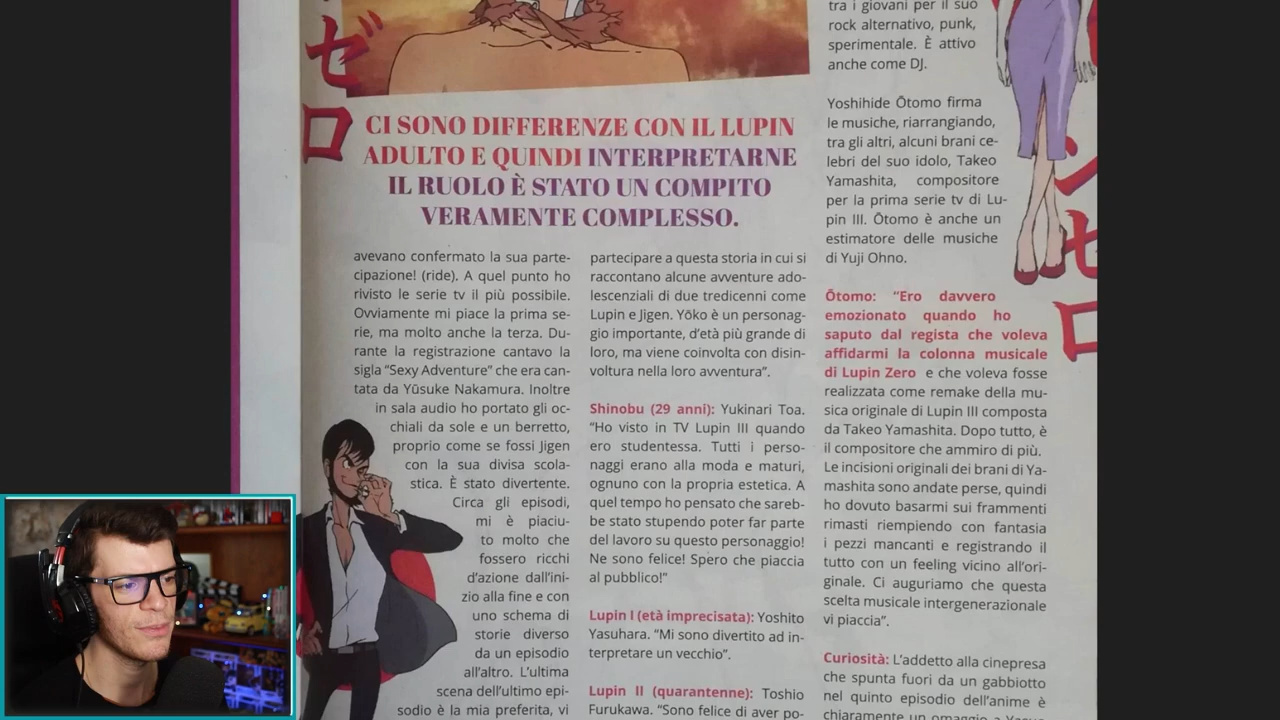 ゼ
ロ
CI SONO DIFFERENZE CON IL LUPIN
ADULTO E QUINDI INTERPRETARNE
IL RUOLO È STATO UN COMPITO
VERAMENTE COMPLESSO.
avevano confermato la sua parte-
cipazione! (ride). A quel punto ho
rivisto le serie tv il più possibile.
Ovviamente mi piace la prima se-
rie, ma molto anche la terza. Du-
rante la registrazione cantavo la
sigla “Sexy Adventure” che era can-
tata da Yūsuke Nakamura. Inoltre
in sala audio ho portato gli oc-
chiali da sole e un berretto,
proprio come se fossi Jigen
con la sua divisa scola-
stica. È stato divertente.
Circa gli episodi,
mi è piaciu-
to molto che
fossero ricchi
d’azione dall’ini-
zio alla fine e con
uno schema di
storie diverso
da un episodio
all’altro. L’ultima
scena dell’ultimo epi-
sodio è la mia preferita, vi
partecipare a questa storia in cui si
raccontano alcune avventure ado-
lescenziali di due tredicenni come
Lupin e Jigen. Yōko è un personag-
gio importante, d’età più grande di
loro, ma viene coinvolta con disin-
voltura nella loro avventura”.
Shinobu (29 anni): Yukinari Toa.
“Ho visto in TV Lupin III quando
ero studentessa. Tutti i perso-
naggi erano alla moda e maturi,
ognuno con la propria estetica. A
quel tempo ho pensato che sareb-
be stato stupendo poter far parte
del lavoro su questo personaggio!
Ne sono felice! Spero che piaccia
al pubblico!”
Lupin I (età imprecisata): Yoshito
Yasuhara. “Mi sono divertito ad in-
terpretare un vecchio”.
Lupin II (quarantenne): Toshio
Furukawa. “Sono felice di aver po-
tra i giovani per il suo
rock alternativo, punk,
sperimentale. È attivo
anche come DJ.
Yoshihide Ōtomo firma
le musiche, riarrangiando,
tra gli altri, alcuni brani ce-
lebri del suo idolo, Takeo
Yamashita, compositore
per la prima serie tv di Lu-
pin III. Ōtomo è anche un
estimatore delle musiche
di Yuji Ohno.
Ōtomo: “Ero davvero
emozionato quando ho
saputo dal regista che voleva
affidarmi la colonna musicale
di Lupin Zero e che voleva fosse
realizzata come remake della mu-
sica originale di Lupin III composta
da Takeo Yamashita. Dopo tutto, è
il compositore che ammiro di più.
Le incisioni originali dei brani di Ya-
mashita sono andate perse, quindi
ho dovuto basarmi sui frammenti
rimasti riempiendo con fantasia
i pezzi mancanti e registrando il
tutto con un feeling vicino all’ori-
ginale. Ci auguriamo che questa
scelta musicale intergenerazionale
vi piaccia”.
Curiosità: L’addetto alla cinepresa
che spunta fuori da un gabbiotto
nel quinto episodio dell’anime è
chiaramente un omaggio a Yasuo
ン
ゼ
ロ